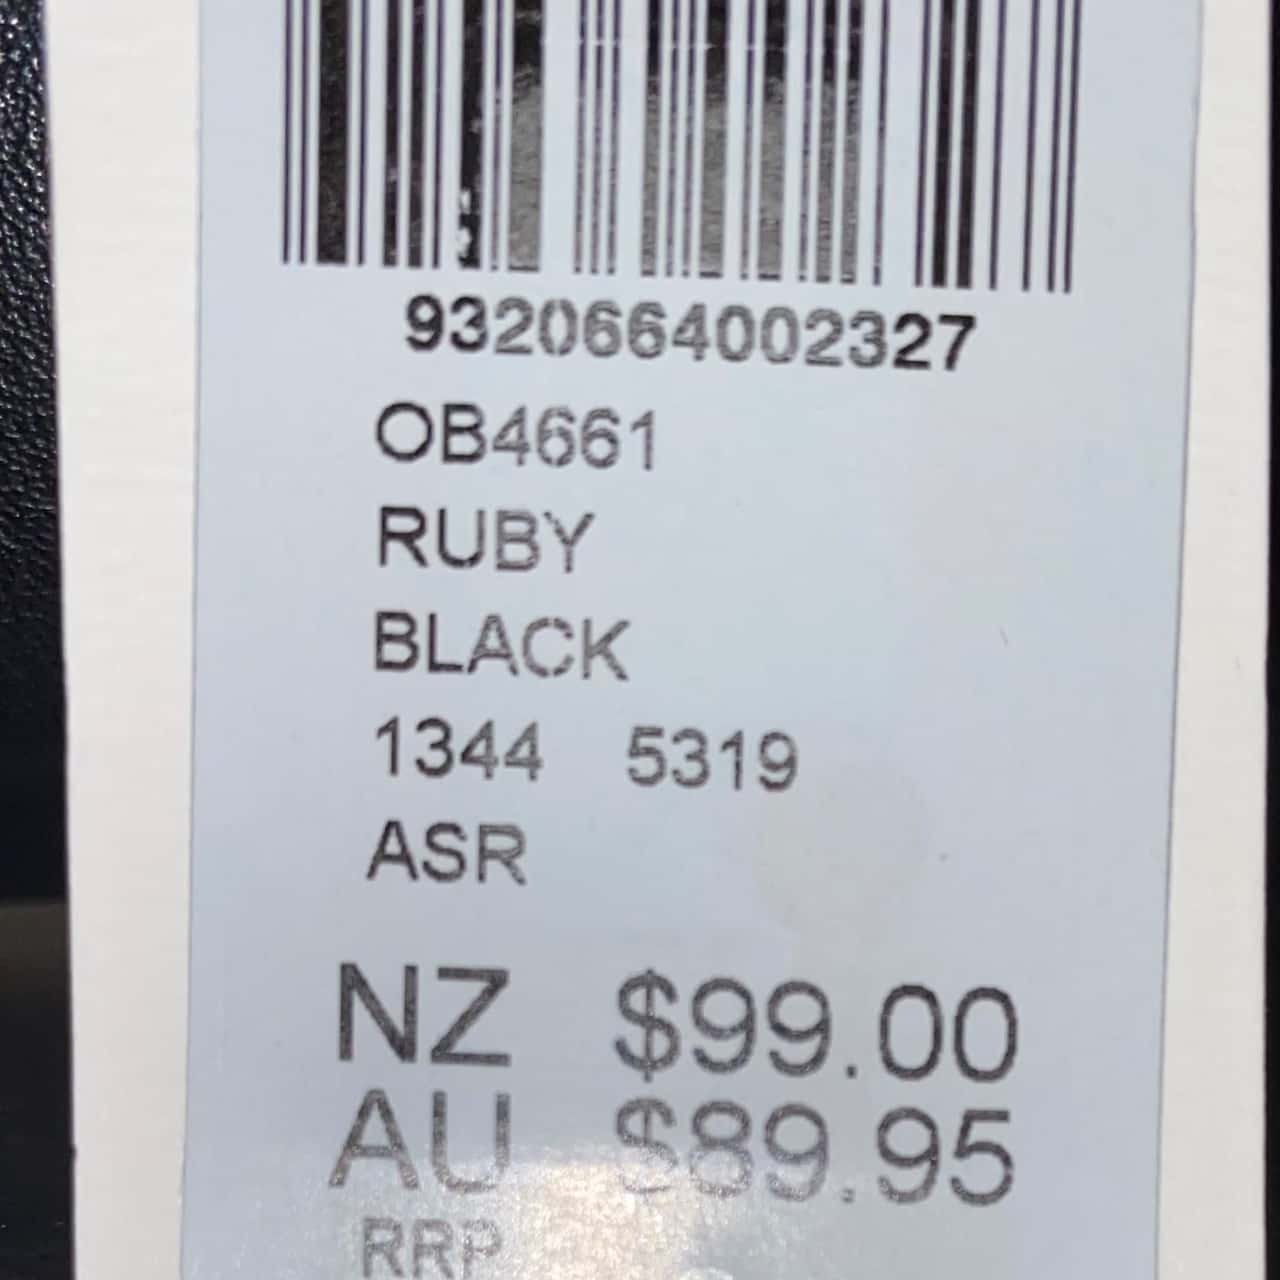 9320664002327
OB4661
RUBY
BLACK
1344 5319
ASR
NZ $99.00
AU $89.95
RRP